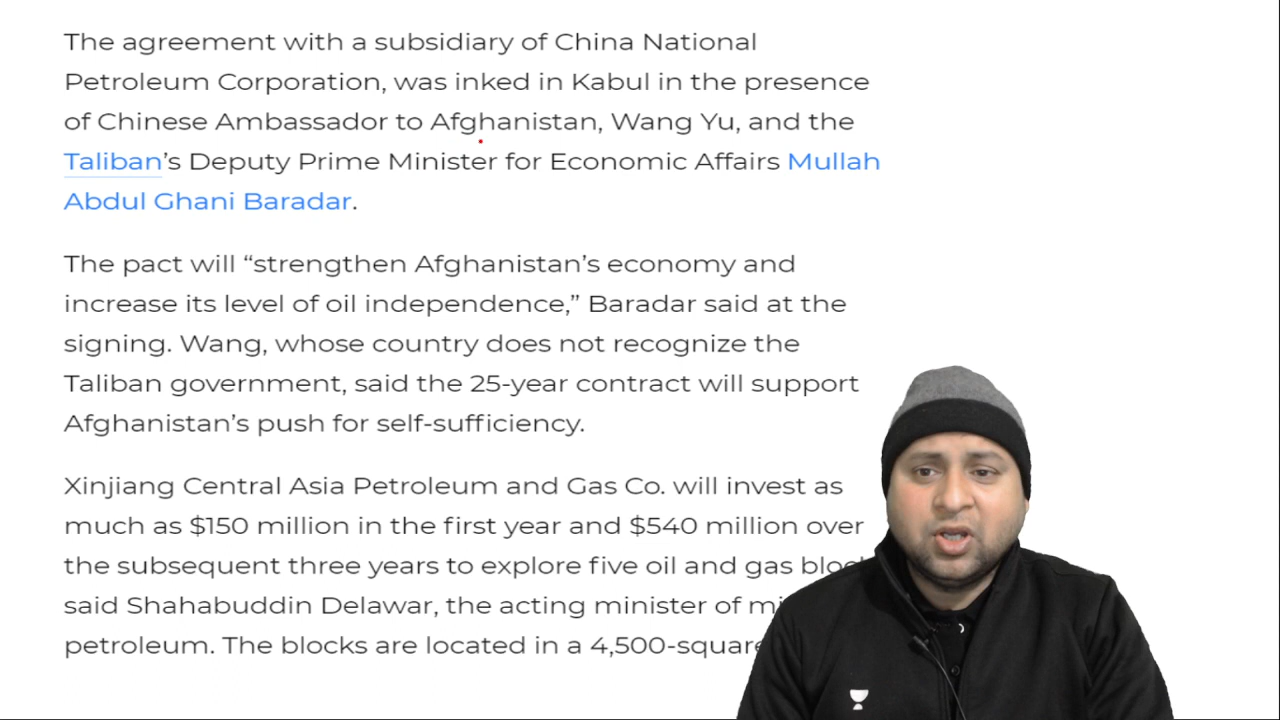 The agreement with a subsidiary of China National
Petroleum Corporation, was inked in Kabul in the presence
of Chinese Ambassador to Afghanistan, Wang Yu, and the
Taliban’s Deputy Prime Minister for Economic Affairs Mullah
Abdul Ghani Baradar.
The pact will “strengthen Afghanistan’s economy and
increase its level of oil independence,” Baradar said at the
signing. Wang, whose country does not recognize the
Taliban government, said the 25-year contract will support
Afghanistan’s push for self-sufficiency.
Xinjiang Central Asia Petroleum and Gas Co. will invest as
much as $150 million in the first year and $540 million over
the subsequent three years to explore five oil and gas
said Shahabuddin Delawar, the acting minister of
petroleum. The blocks are located in a 4,500-square